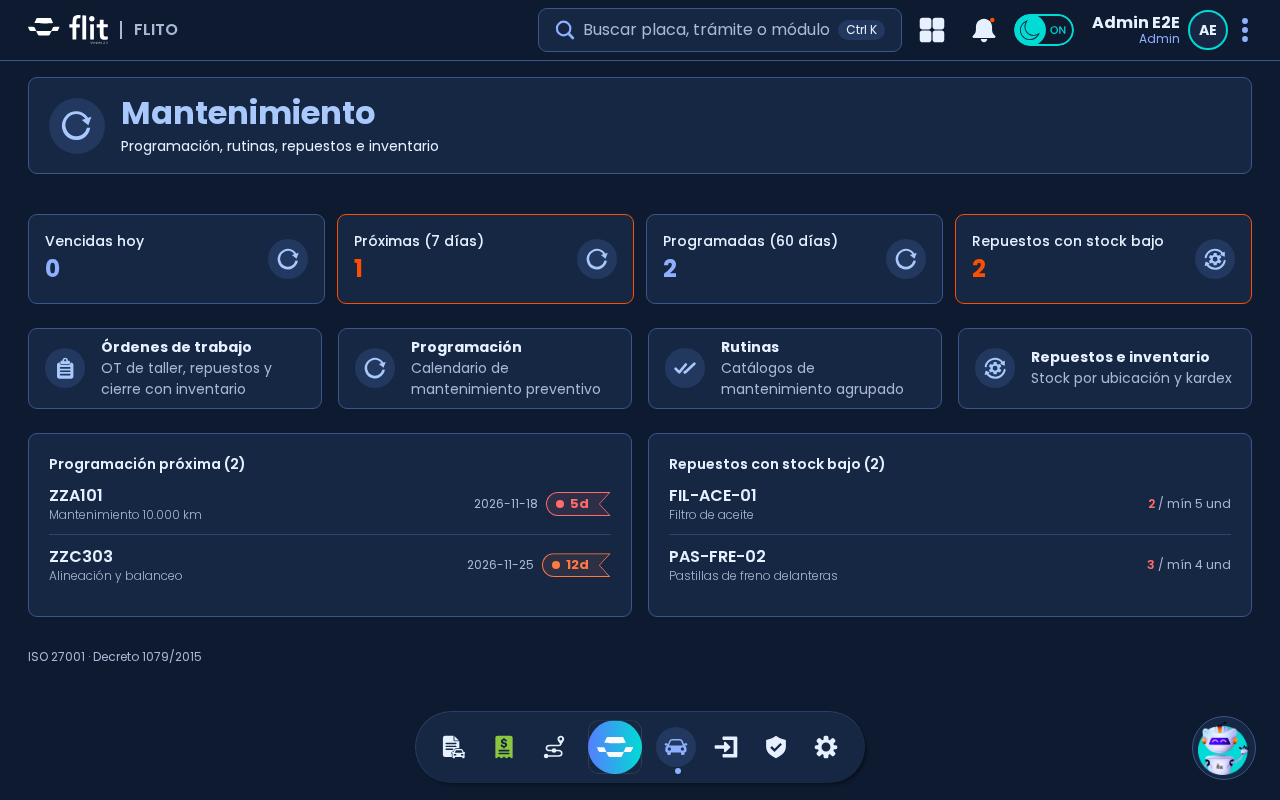 flit
FLITO
Buscar placa, trámite o módulo
Ctrl K
ON
Admin E2E
Admin
AE
Mantenimiento
Programación, rutinas, repuestos e inventario
Vencidas hoy
0
Próximas (7 días)
1
Programadas (60 días)
2
Repuestos con stock bajo
2
Órdenes de trabajo
OT de taller, repuestos y
cierre con inventario
Programación
Calendario de
mantenimiento preventivo
Rutinas
Catálogos de
mantenimiento agrupado
Repuestos e inventario
Stock por ubicación y kardex
Programación próxima (2)
ZZA101
Mantenimiento 10.000 km
2026-11-18
5d
ZZC303
Alineación y balanceo
2026-11-25
12d
Repuestos con stock bajo (2)
FIL-ACE-01
Filtro de aceite
2 / mín 5 und
PAS-FRE-02
Pastillas de freno delanteras
3 / mín 4 und
ISO 27001 · Decreto 1079/2015